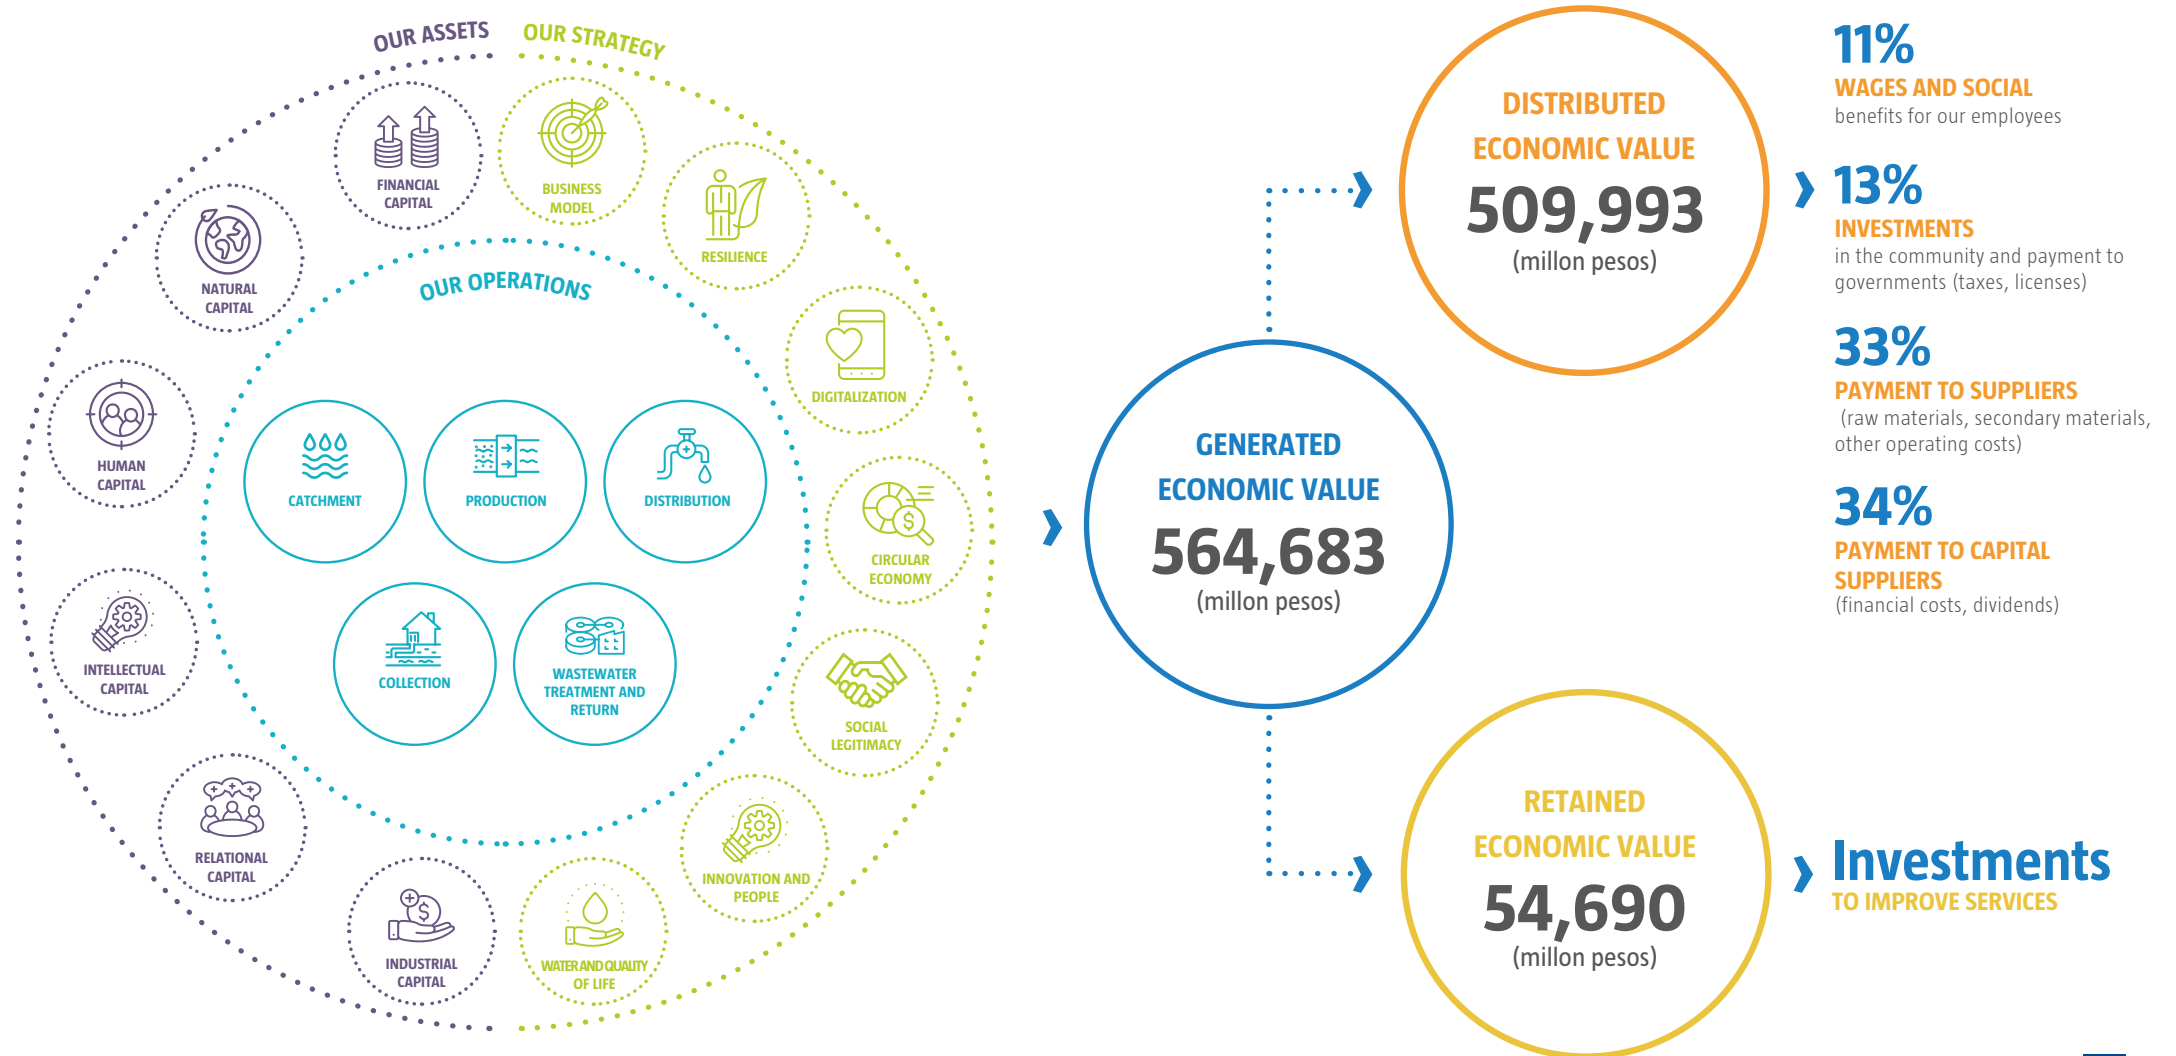 OUR ASSETS
OUR STRATEGY
FINANCIAL
CAPITAL
BUSINESS
MODEL
RESILIENCE
NATURAL
CAPITAL
OUR OPERATIONS
DIGITALIZATION
HUMAN
CAPITAL
CATCHMENT
PRODUCTION
DISTRIBUTION
CIRCULAR
ECONOMY
INTELLECTUAL
CAPITAL
COLLECTION
WASTEWATER
TREATMENT AND
RETURN
SOCIAL
LEGITIMACY
RELATIONAL
CAPITAL
INNOVATION AND
PEOPLE
INDUSTRIAL
CAPITAL
WATER AND QUALITY
OF LIFE
GENERATED
ECONOMIC VALUE
564,683
(millon pesos)
DISTRIBUTED
ECONOMIC VALUE
509,993
(millon pesos)
11%
WAGES AND SOCIAL
benefits for our employees
13%
INVESTMENTS
in the community and payment to
governments (taxes, licenses)
33%
PAYMENT TO SUPPLIERS
(raw materials, secondary materials,
other operating costs)
34%
PAYMENT TO CAPITAL
SUPPLIERS
(financial costs, dividends)
RETAINED
ECONOMIC VALUE
54,690
(millon pesos)
Investments
TO IMPROVE SERVICES